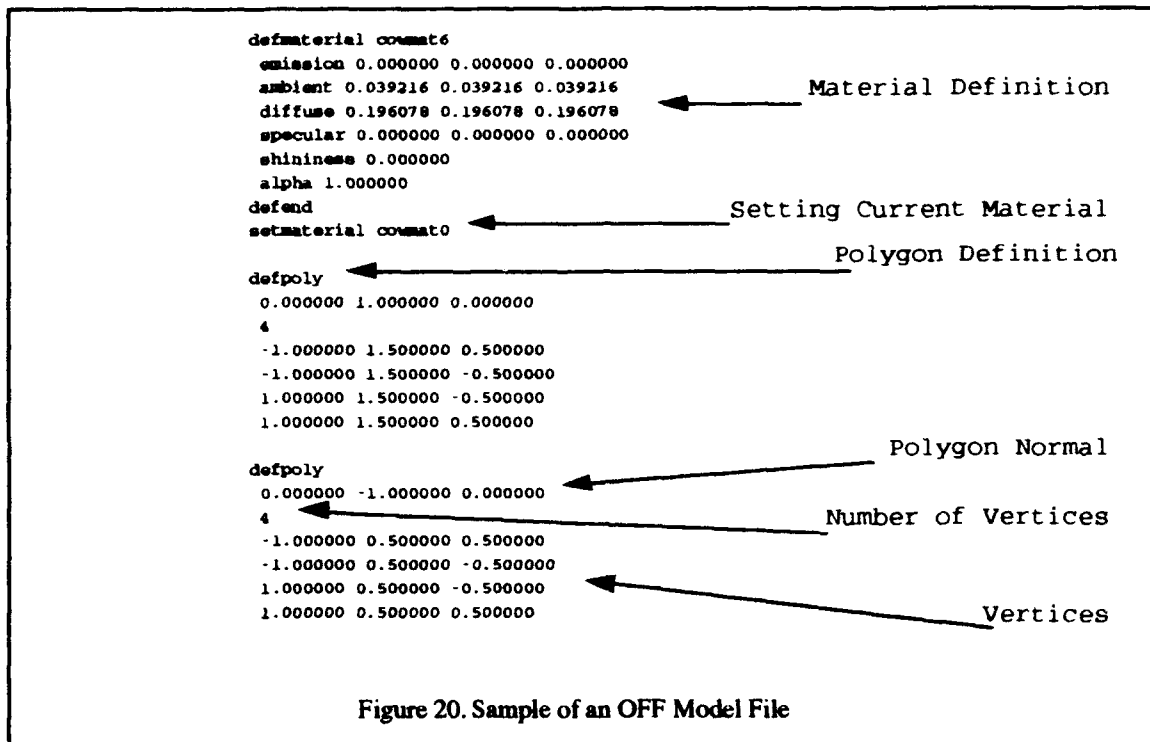 defmaterial cowmat6
emission 0.000000 0.000000 0.000000
ambient 0.039216 0.039216 0.039216
Material Definition
diffuse 0.196078 0.196078 0.196078
specular 0.000000 0.000000 0.000000
shininess 0.000000
alpha 1.000000
defend
Setting Current Material
setmaterial cowmat0
Polygon Definition
defpoly
0.000000 1.000000 0.000000
4
-1.000000 1.500000 0.500000
-1.000000 1.500000 -0.500000
1.000000 1.500000 -0.500000
1.000000 1.500000 0.500000
Polygon Normal
defpoly
0.000000 -1.000000 0.000000
4
Number of Vertices
-1.000000 0.500000 0.500000
-1.000000 0.500000 -0.500000
1.000000 0.500000 -0.500000
1.000000 0.500000 0.500000
Vertices
Figure 20. Sample of an OFF Model File